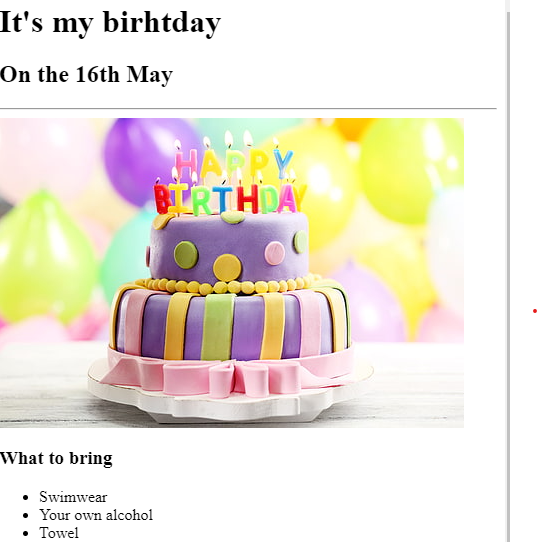 It's my birhtday
On the 16th May
HAPPY
BIRTHDAY
What to bring
Swimwear
Your own alcohol
Towel